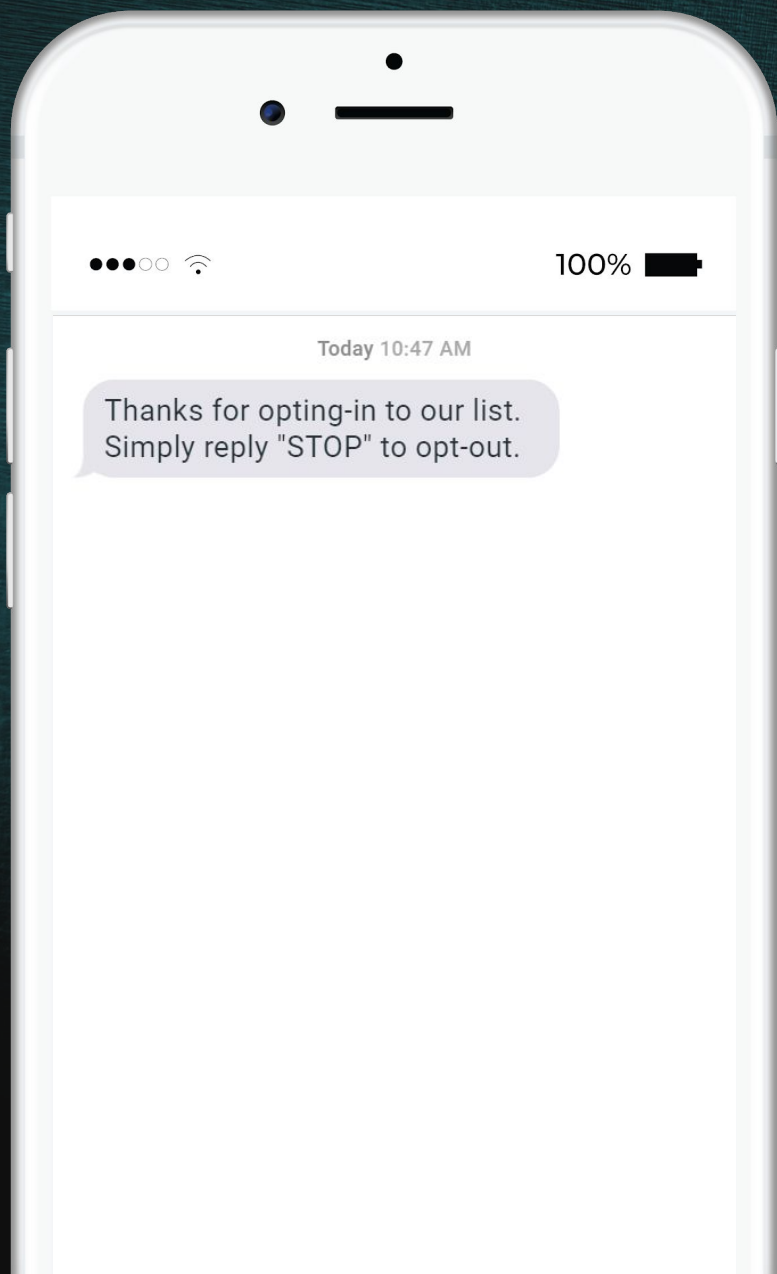 100%
Today 10:47 AM
Thanks for opting-in to our list.
Simply reply "STOP" to opt-out.